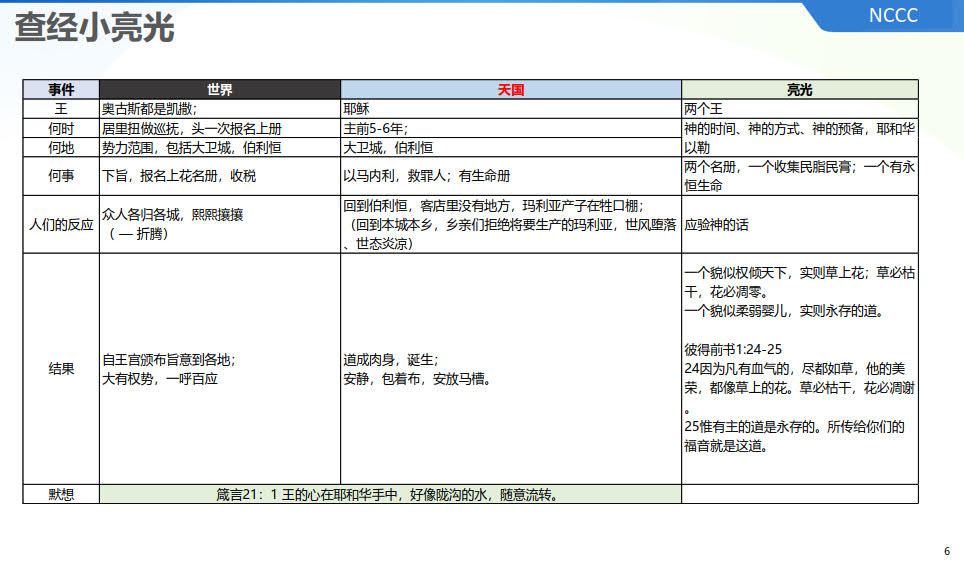 查经小亮光
NCCC
事件
世界
天国
亮光
王
奥古斯都是凯撒；
耶稣
两个王
何时
居里扭做巡抚，头一次报名上册
主前5-6年；
神的时间、神的方式、神的预备，耶和华
以勒
何地
势力范围，包括大卫城，伯利恒
大卫城，伯利恒
何事
下旨，报名上花名册，收税
以马内利，救罪人；有生命册
两个名册，一个收集民脂民膏；一个有永
恒生命
人们的反应
众人各归各城，熙熙攘攘
（ — 折腾）
回到伯利恒，客店里没有地方，玛利亚产子在牲口棚；
（回到本城本乡，乡亲们拒绝将要生产的玛利亚，世风堕落
、世态炎凉）
应验神的话
结果
自王宫颁布旨意到各地；
大有权势，一呼百应
道成肉身，诞生；
安静，包着布，安放马槽。
一个貌似权倾天下，实则草上花；草必枯
干，花必凋零。
一个貌似柔弱婴儿，实则永存的道。
彼得前书1:24-25
24因为凡有血气的，尽都如草，他的美
荣，都像草上的花。草必枯干，花必凋谢
。
25惟有主的道是永存的。所传给你们的
福音就是这道。
默想
箴言21：1 王的心在耶和华手中，好像陇沟的水，随意流转。
6